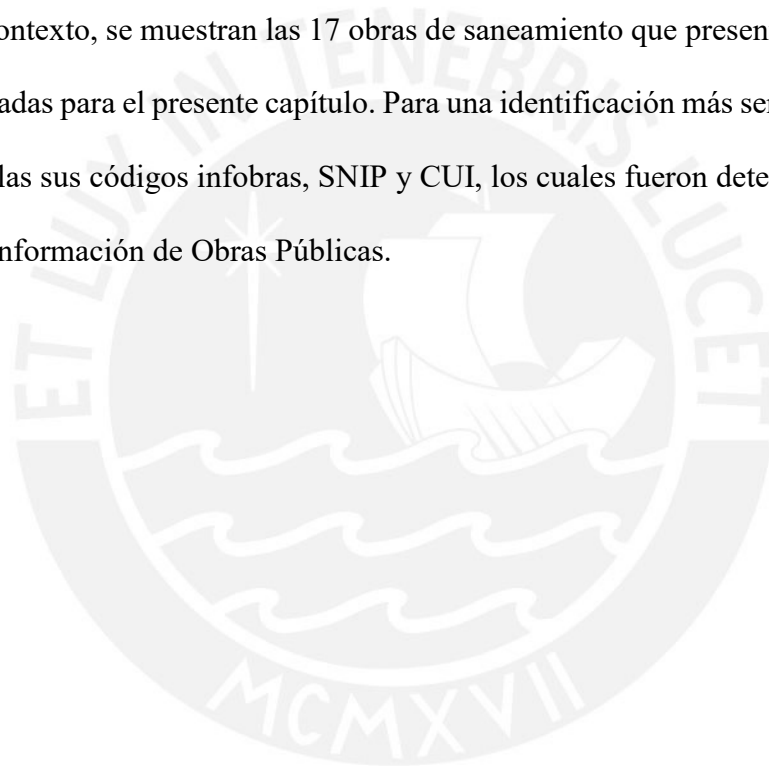 ontexto, se muestran las 17 obras de saneamiento que presen
adas para el presente capítulo. Para una identificación más se
las sus códigos infobras, SNIP y CUI, los cuales fueron dete
nformación de Obras Públicas.
ET LUX IN TENEBRIS LUCET
MCMXVII